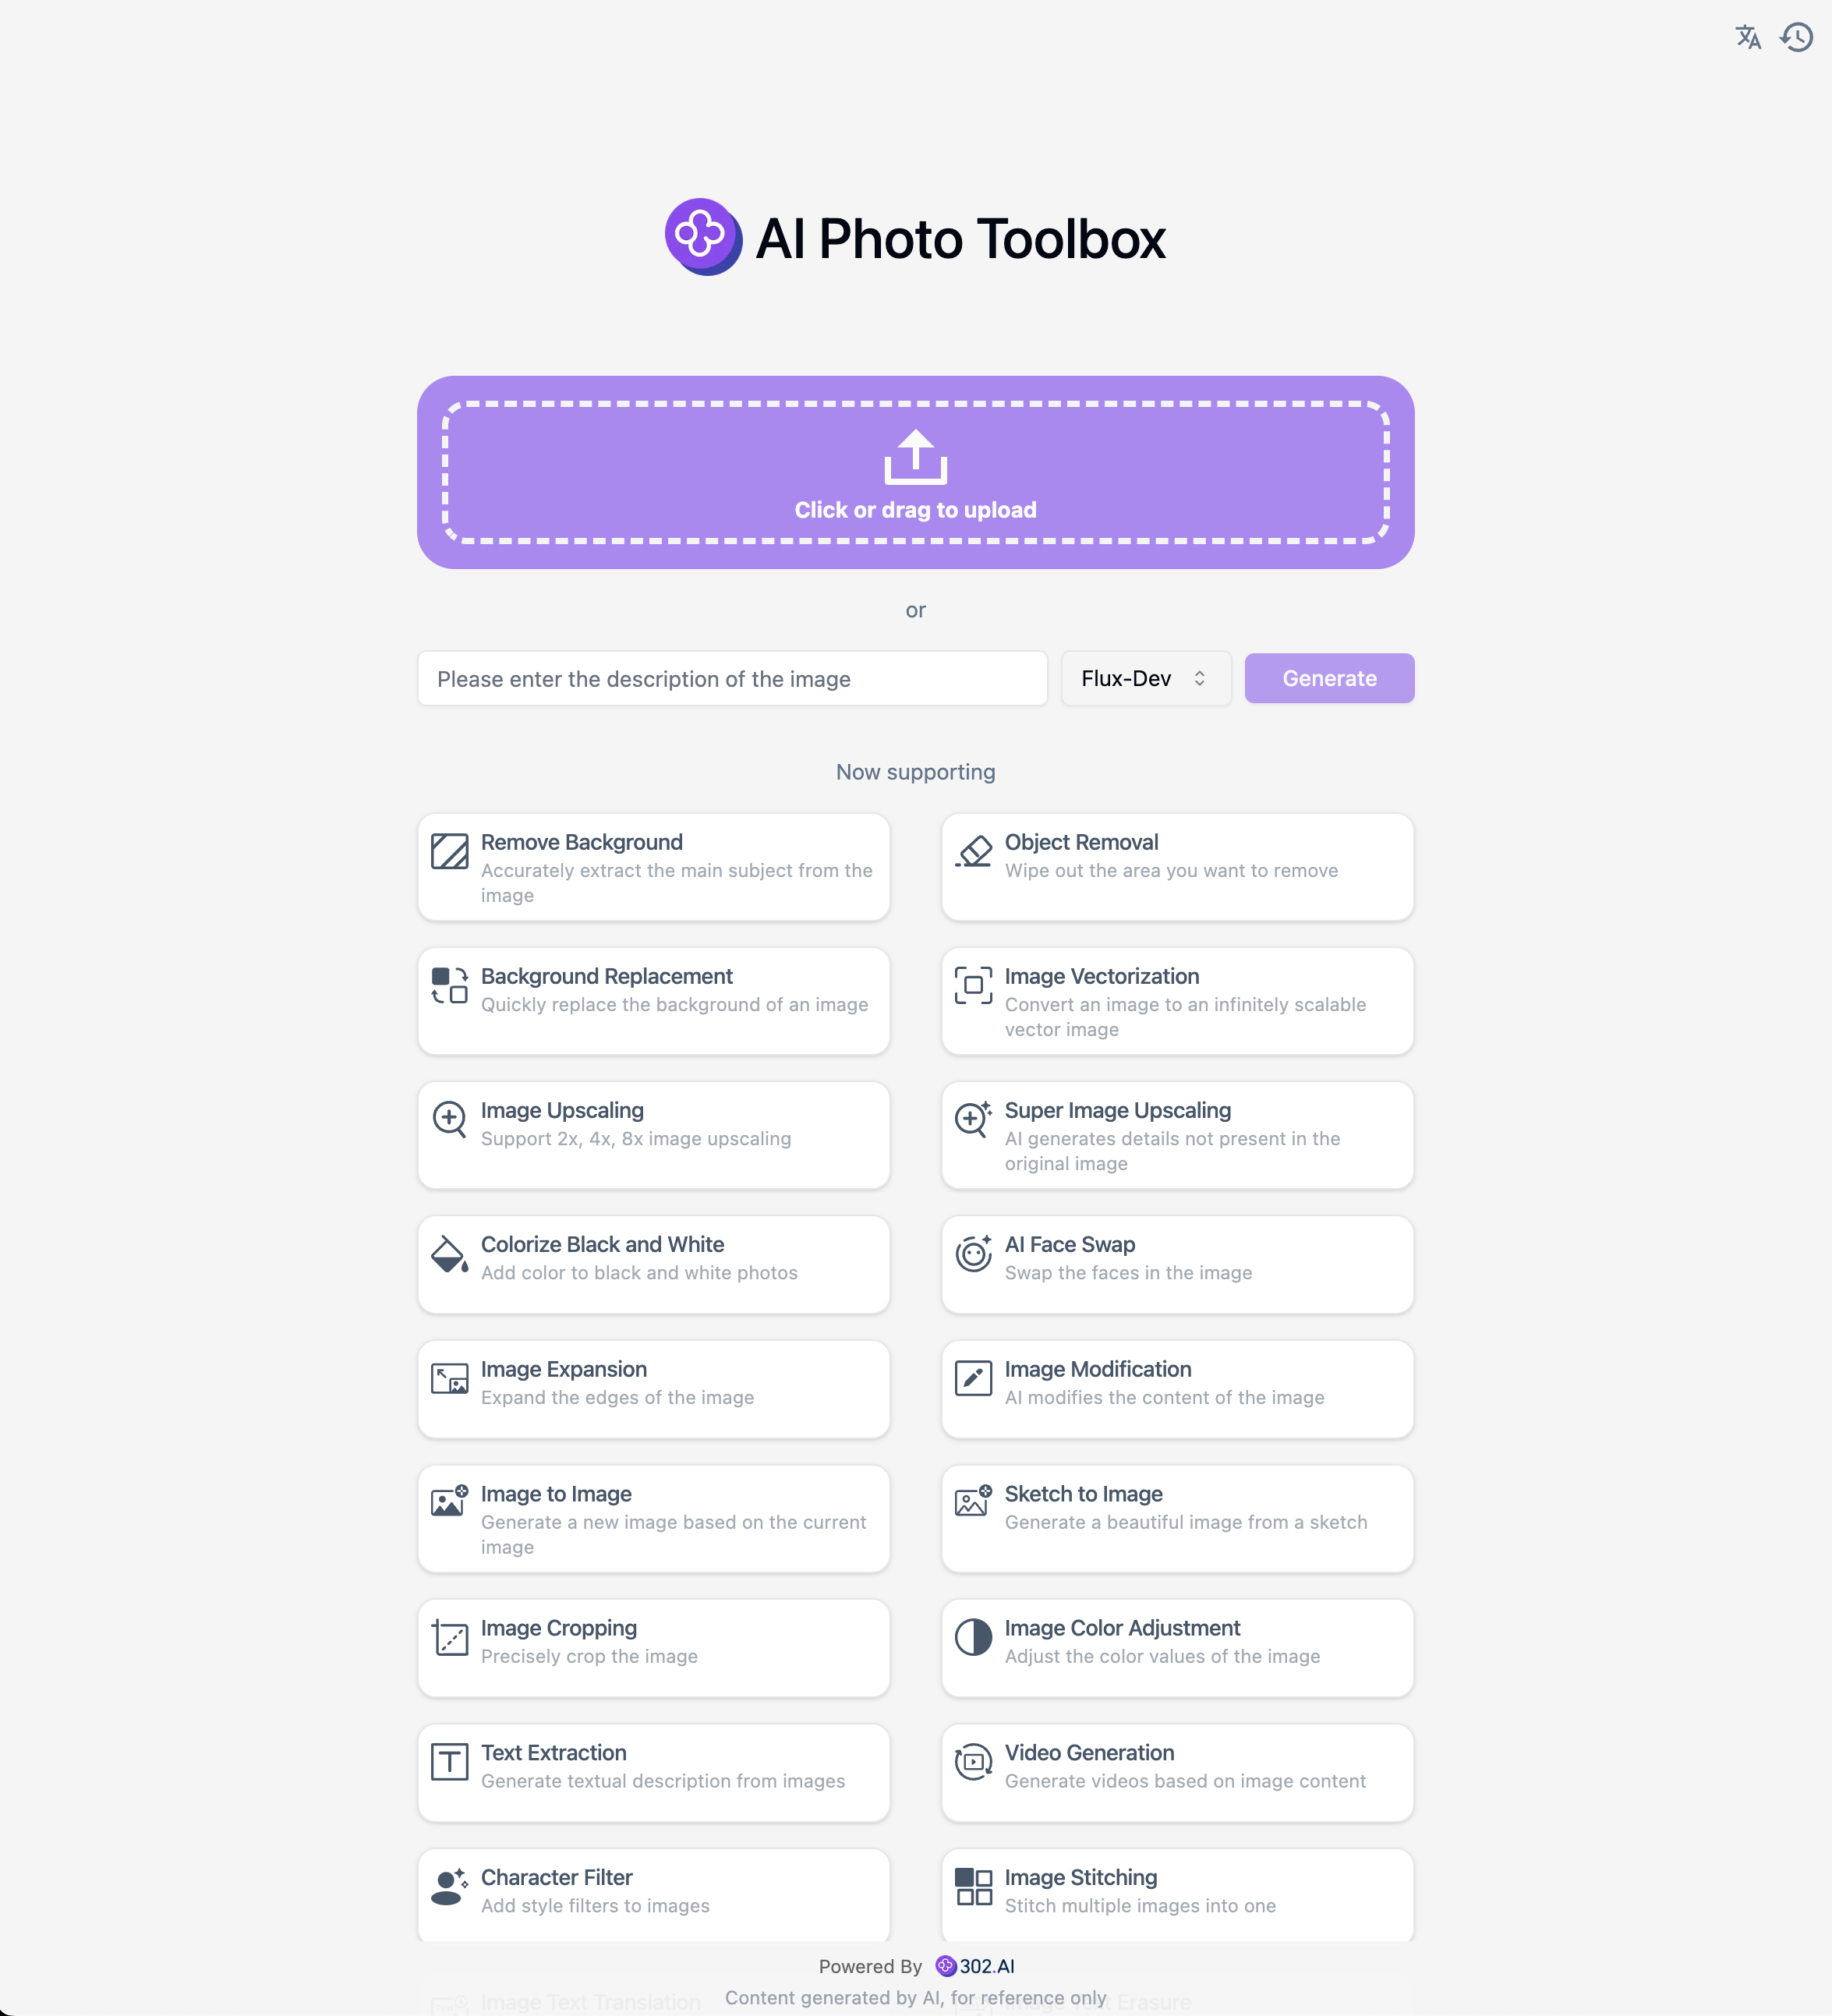 AI Photo Toolbox
Click or drag to upload
or
Please enter the description of the image
Flux-Dev
Generate
Now supporting
Remove Background
Accurately extract the main subject from the
image
Object Removal
Wipe out the area you want to remove
Background Replacement
Quickly replace the background of an image
Image Vectorization
Convert an image to an infinitely scalable
vector image
Image Upscaling
Support 2x, 4x, 8x image upscaling
Super Image Upscaling
AI generates details not present in the
original image
Colorize Black and White
Add color to black and white photos
AI Face Swap
Swap the faces in the image
Image Expansion
Expand the edges of the image
Image Modification
AI modifies the content of the image
Image to Image
Generate a new image based on the current
image
Sketch to Image
Generate a beautiful image from a sketch
Image Cropping
Precisely crop the image
Image Color Adjustment
Adjust the color values of the image
Text Extraction
Generate textual description from images
Video Generation
Generate videos based on image content
Character Filter
Add style filters to images
Image Stitching
Stitch multiple images into one
Powered By 302.AI
Image Text Translation
Content generated by AI, for reference only
Image Text Erasure